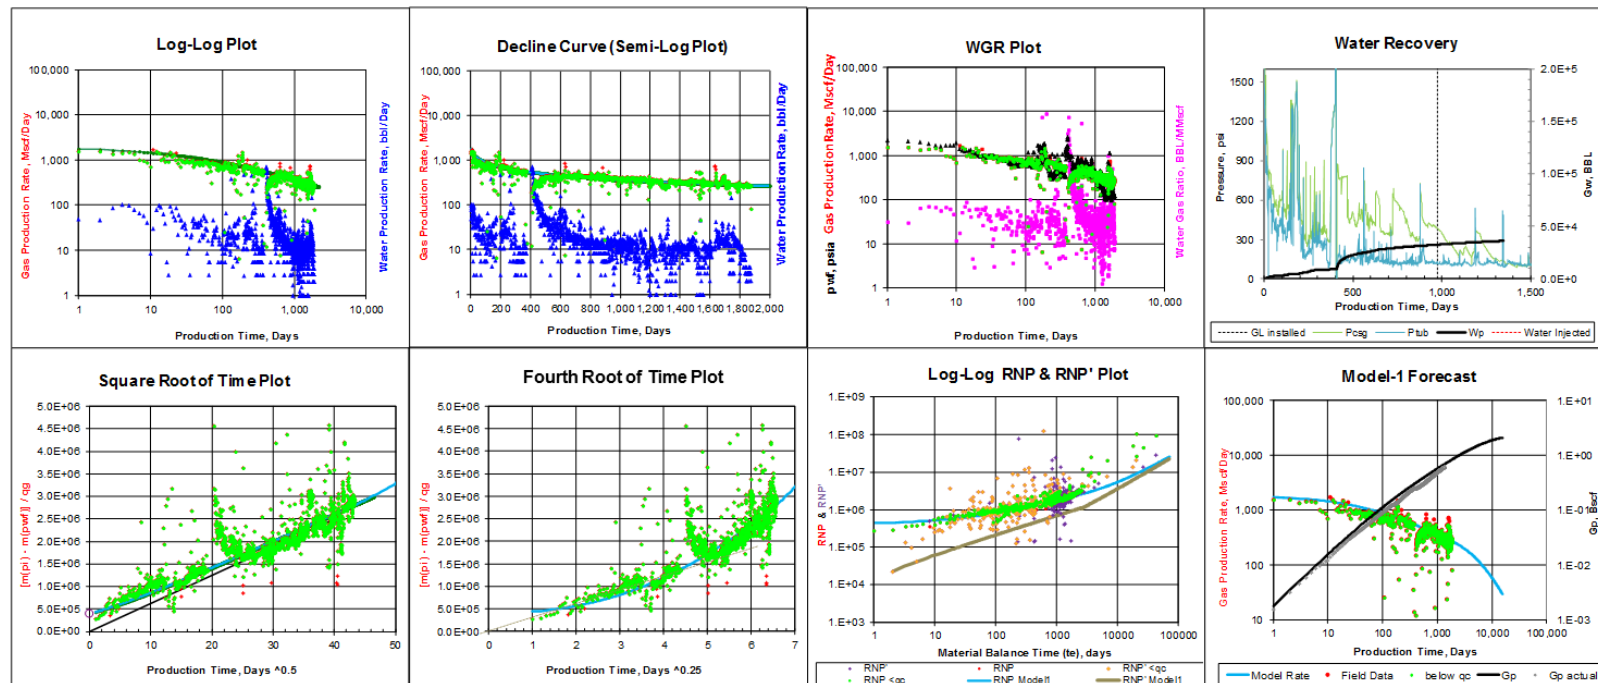 Log-Log Plot
Gas Production Rate, Mscf/Day
Water Production Rate, bbl/Day
100,000
10,000
1,000
100
10
1
1 10 100 1,000 10,000
Production Time, Days
Decline Curve (Semi-Log Plot)
Gas Production Rate, Mscf/Day
Water Production Rate, bbl/Day
100,000
10,000
1,000
100
10
1
0 200 400 600 800 1,000 1,200 1,400 1,600 1,800 2,000
Production Time, Days
WGR Plot
pwf, psia Gas Production Rate, Mscf/Day
Water Gas Ratio, BBL/MMscf
100,000
10,000
1,000
100
10
1
1 10 100 1,000 10,000
Production Time, Days
Water Recovery
Pressure, psi
Gw, BBL
1500
1200
900
600
300
0
2.0E+5
1.5E+5
1.0E+5
5.0E+4
0.0E+0
0 500 1,000 1,500
Production Time, Days
GL installed Pcsg Ptub Wp Water Injected
Square Root of Time Plot
[m(pi) - m(pwf)] / qg
5.0E+06
4.5E+06
4.0E+06
3.5E+06
3.0E+06
2.5E+06
2.0E+06
1.5E+06
1.0E+06
5.0E+05
0.0E+00
0 10 20 30 40 50
Production Time, Days ^0.5
Fourth Root of Time Plot
[m(pi) - m(pwf)] / qg
5.0E+06
4.5E+06
4.0E+06
3.5E+06
3.0E+06
2.5E+06
2.0E+06
1.5E+06
1.0E+06
5.0E+05
0.0E+00
0 1 2 3 4 5 6 7
Production Time, Days ^0.25
Log-Log RNP & RNP' Plot
RNP & RNP'
1.E+09
1.E+08
1.E+07
1.E+06
1.E+05
1.E+04
1.E+03
1 10 100 1000 10000 100000
Material Balance Time (te), days
RNP' RNP RNP' <qc
RNP <qc RNP Model1 RNP' Model1
Model-1 Forecast
Gas Production Rate, Mscf/Day
Gp, Bscf
100,000
10,000
1,000
100
10
1.E+01
1.E+00
1.E-01
1.E-02
1.E-03
1 10 100 1,000 10,000 100,000
Production Time, Days
Model Rate Field Data below qc Gp Gp actual